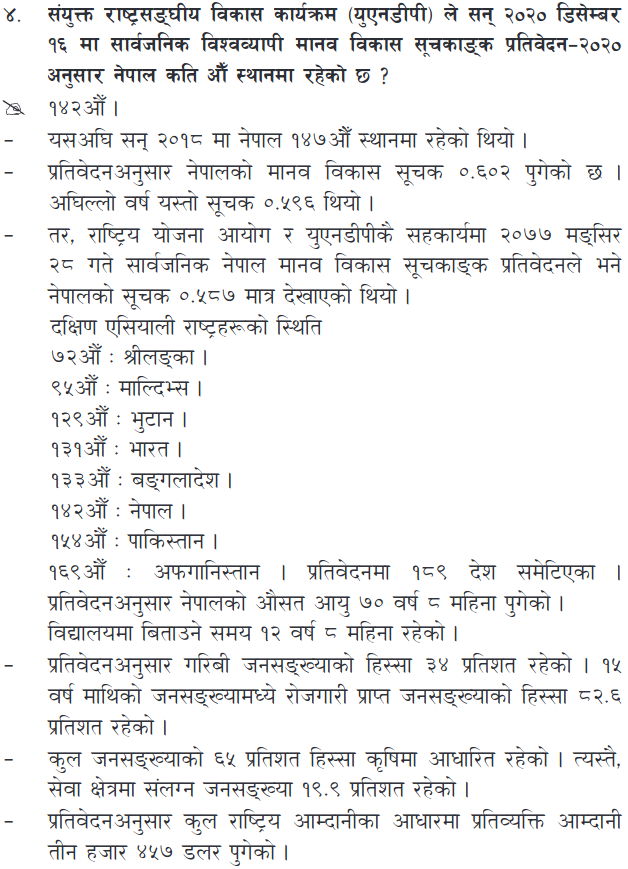 ४. संयुक्त राष्ट्रसङ्घीय विकास कार्यक्रम (युएनडीपी) ले सन् २०२० डिसेम्बर
१६ मा सार्वजनिक विश्वव्यापी मानव विकास सूचकाङ्क प्रतिवेदन-२०२०
अनुसार नेपाल कति औँ स्थानमा रहेको छ ?
१४२औँ ।
- यसअघि सन् २०१८ मा नेपाल १४७औँ स्थानमा रहेको थियो ।
- प्रतिवेदनअनुसार नेपालको मानव विकास सूचक ०.६०२ पुगेको छ ।
अघिल्लो वर्ष यस्तो सूचक ०.५९६ थियो ।
- तर, राष्ट्रिय योजना आयोग र युएनडीपीकै सहकार्यमा २०७७ मङ्सिर
२८ गते सार्वजनिक नेपाल मानव विकास सूचकाङ्क प्रतिवेदनले भने
नेपालको सूचक ०.५८७ मात्र देखाएको थियो ।
दक्षिण एसियाली राष्ट्रहरूको स्थिति
७२औँ : श्रीलङ्का ।
९५औँ : माल्दिभ्स ।
१२९औँ : भुटान ।
१३१औँ : भारत ।
१३३औँ : बङ्गलादेश ।
१४२औँ : नेपाल ।
१५४औँ : पाकिस्तान ।
१६९औँ : अफगानिस्तान । प्रतिवेदनमा १८९ देश समेटिएका ।
प्रतिवेदनअनुसार नेपालको औसत आयु ७० वर्ष ८ महिना पुगेको ।
विद्यालयमा बिताउने समय १२ वर्ष ८ महिना रहेको ।
- प्रतिवेदनअनुसार गरिबी जनसङ्ख्याको हिस्सा ३४ प्रतिशत रहेको । १५
वर्ष माथिको जनसङ्ख्यामध्ये रोजगारी प्राप्त जनसङ्ख्याको हिस्सा ८२.६
प्रतिशत रहेको ।
- कुल जनसङ्ख्याको ६५ प्रतिशत हिस्सा कृषिमा आधारित रहेको । त्यस्तै,
सेवा क्षेत्रमा संलग्न जनसङ्ख्या १९.९ प्रतिशत रहेको ।
- प्रतिवेदनअनुसार कुल राष्ट्रिय आम्दानीका आधारमा प्रतिव्यक्ति आम्दानी
तीन हजार ४५७ डलर पुगेको ।